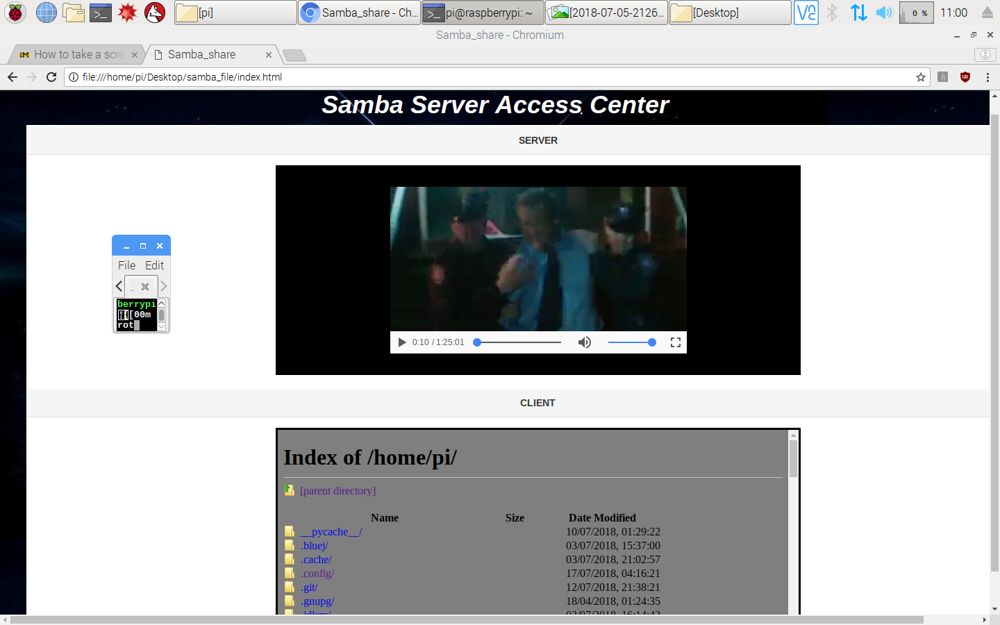 [pi]
Samba_share - Ch...
pi@raspberrypi: ~
[2018-07-05-2126...
[Desktop]
0 %
11:00
Samba_share - Chromium
How to take a scre
Samba_share
file:///home/pi/Desktop/samba_file/index.html
Samba Server Access Center
SERVER
File Edit
..
berrypi
[00m
rot
0:10 / 1:25:01
CLIENT
Index of /home/pi/
[parent directory]
Name Size Date Modified
__pycache__/ 10/07/2018, 01:29:22
.bluej/ 03/07/2018, 15:37:00
.cache/ 03/07/2018, 21:02:57
.config/ 17/07/2018, 04:16:21
.git/ 12/07/2018, 21:38:21
.gnupg/ 18/04/2018, 01:24:35